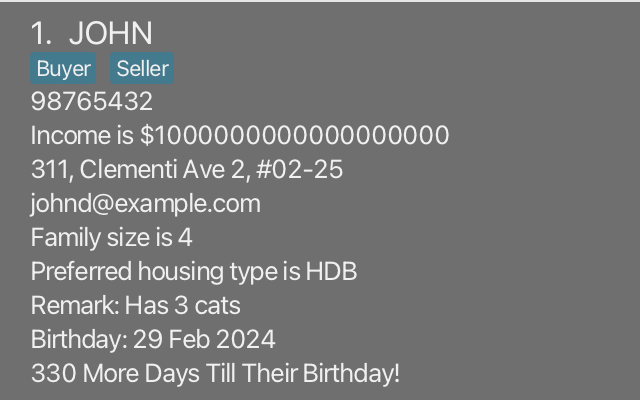 1. JOHN
Buyer Seller
98765432
Income is $1000000000000000000
311, Clementi Ave 2, #02-25
johnd@example.com
Family size is 4
Preferred housing type is HDB
Remark: Has 3 cats
Birthday: 29 Feb 2024
330 More Days Till Their Birthday!